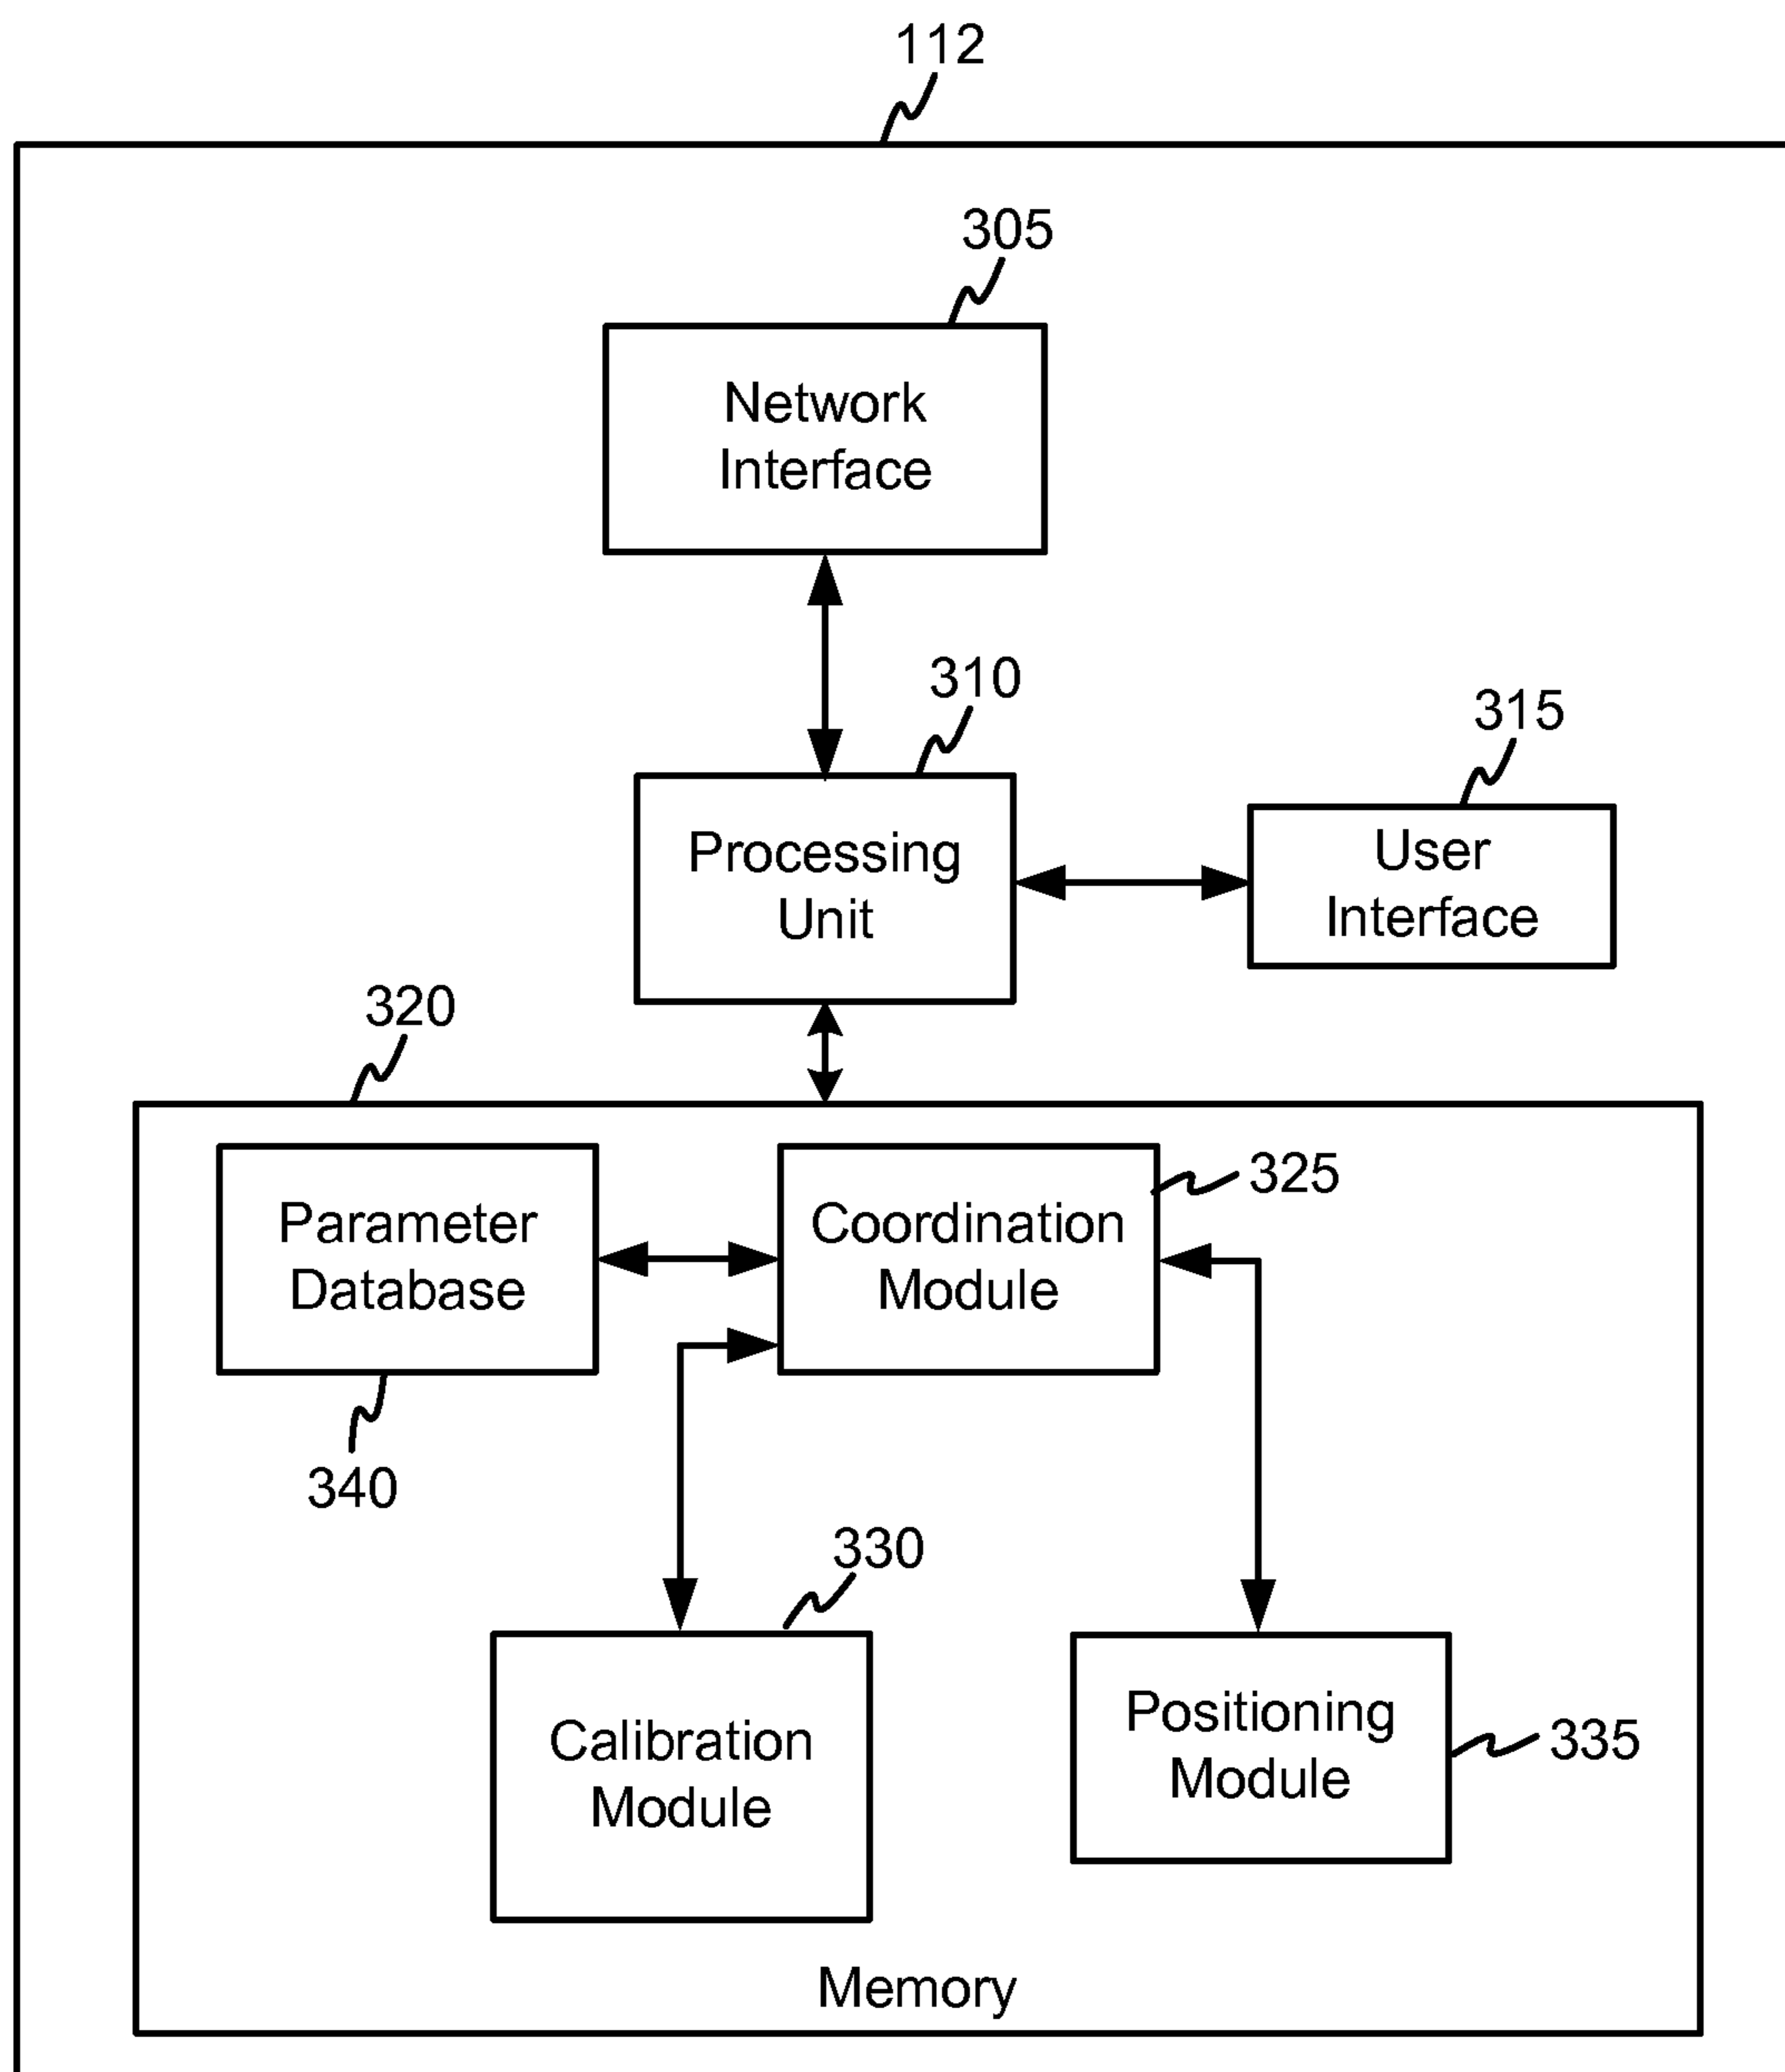 112
305
Network
Interface
310
315
Processing
Unit
User
Interface
320
325
Parameter
Database
Coordination
Module
340
330
335
Calibration
Module
Positioning
Module
Memory